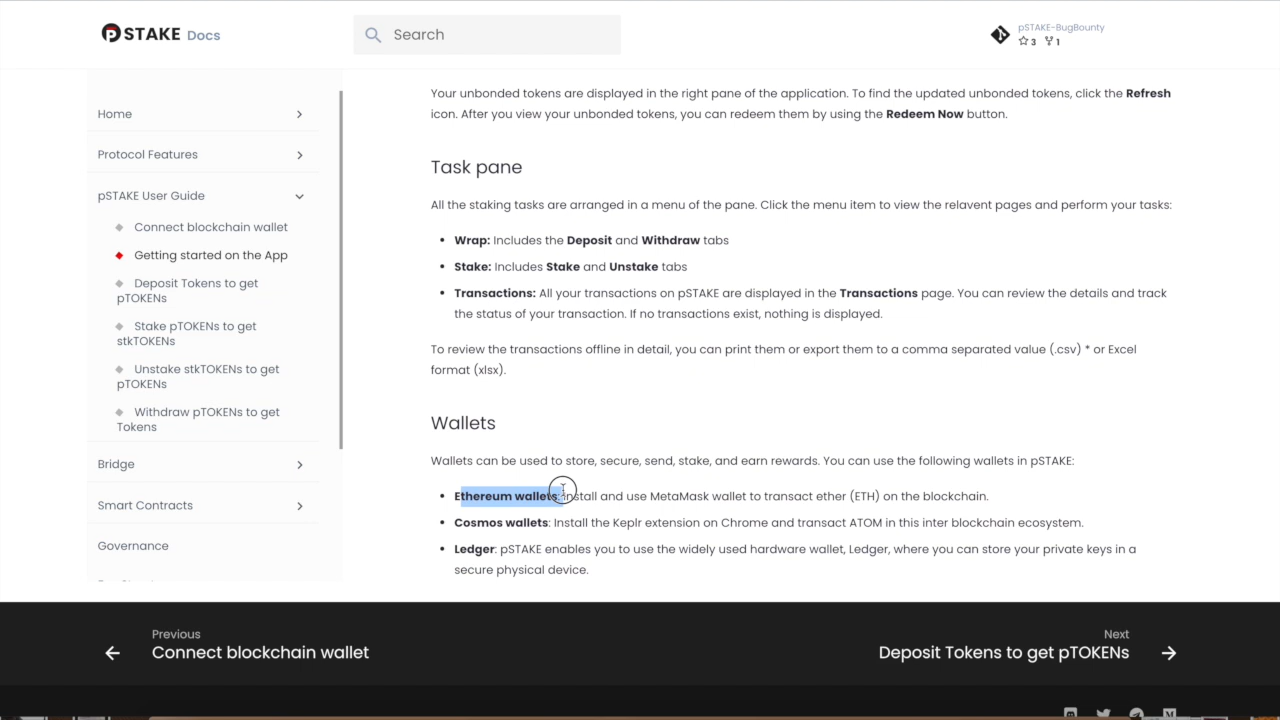 pSTAKE Docs
Search
pSTAKE-BugBounty
3 1
Home
Protocol Features
pSTAKE User Guide
Connect blockchain wallet
Getting started on the App
Deposit Tokens to get
pTOKENs
Stake pTOKENs to get
stkTOKENs
Unstake stkTOKENs to get
pTOKENs
Withdraw pTOKENs to get
Tokens
Bridge
Smart Contracts
Governance
Your unbonded tokens are displayed in the right pane of the application. To find the updated unbonded tokens, click the Refresh
icon. After you view your unbonded tokens, you can redeem them by using the Redeem Now button.
Task pane
All the staking tasks are arranged in a menu of the pane. Click the menu item to view the relavent pages and perform your tasks:
• Wrap: Includes the Deposit and Withdraw tabs
• Stake: Includes Stake and Unstake tabs
• Transactions: All your transactions on pSTAKE are displayed in the Transactions page. You can review the details and track
the status of your transaction. If no transactions exist, nothing is displayed.
To review the transactions offline in detail, you can print them or export them to a comma separated value (.csv) * or Excel
format (xlsx).
Wallets
Wallets can be used to store, secure, send, stake, and earn rewards. You can use the following wallets in pSTAKE:
• Ethereum wallets: Install and use MetaMask wallet to transact ether (ETH) on the blockchain.
• Cosmos wallets: Install the Keplr extension on Chrome and transact ATOM in this inter blockchain ecosystem.
• Ledger: pSTAKE enables you to use the widely used hardware wallet, Ledger, where you can store your private keys in a
secure physical device.
Previous
Connect blockchain wallet
Next
Deposit Tokens to get pTOKENs